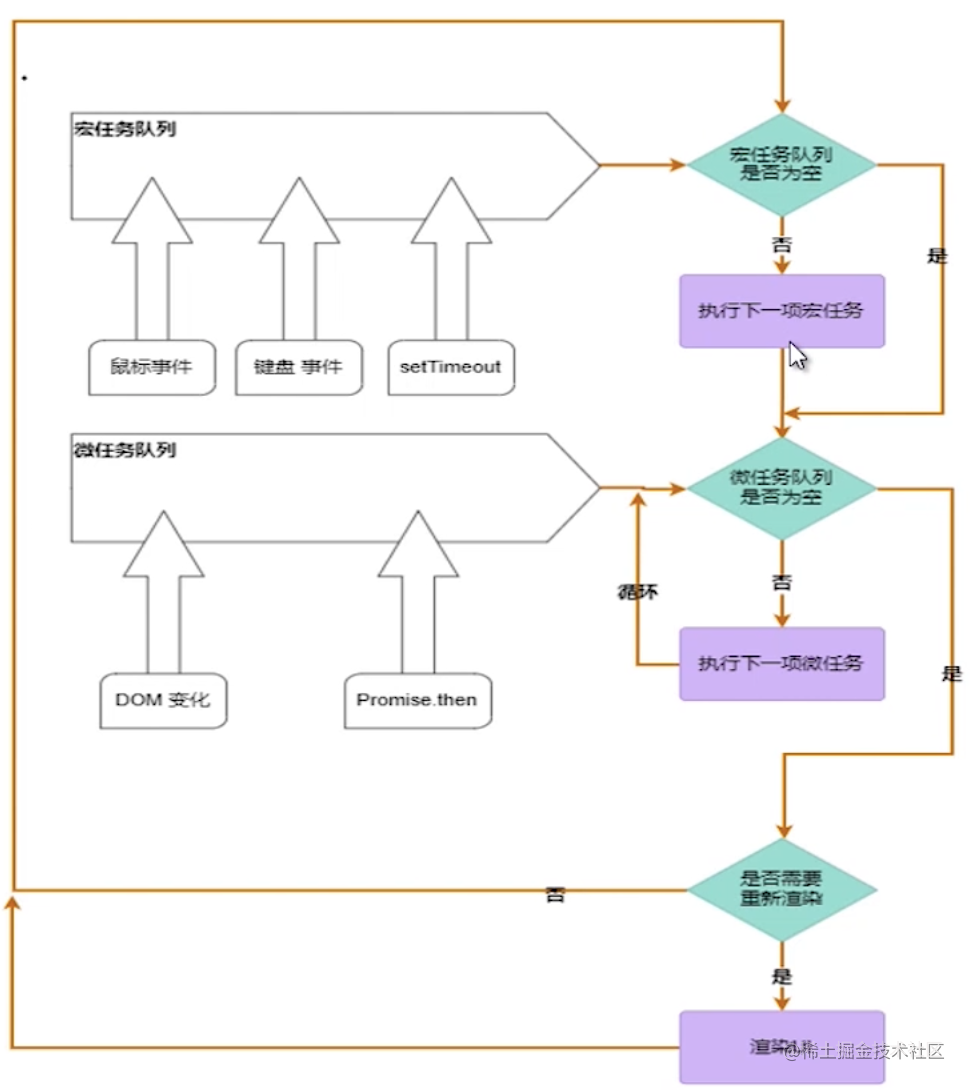 宏任务队列
宏任务队列
是否为空
否
是
执行下一项宏任务
鼠标事件
键盘 事件
setTimeout
微任务队列
微任务队列
是否为空
循环
否
执行下一项微任务
是
DOM 变化
Promise.then
是否需要
重新渲染
否
是
渲染
@稀土掘金技术社区